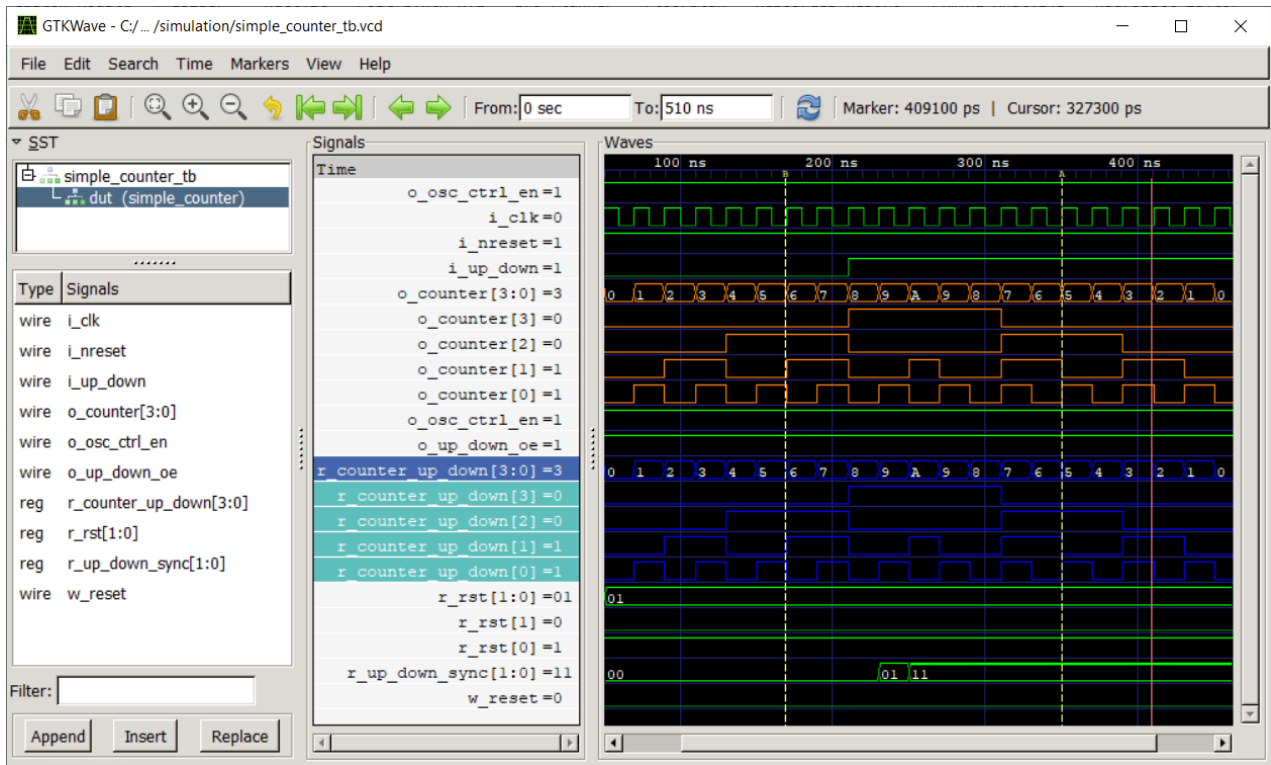 GTKWave - C:/ ... /simulation/simple_counter_tb.vcd
File Edit Search Time Markers View Help
From: 0 sec To: 510 ns Marker: 409100 ps | Cursor: 327300 ps
SST
simple_counter_tb
dut (simple_counter)
Type Signals
wire i_clk
wire i_nreset
wire i_up_down
wire o_counter[3:0]
wire o_osc_ctrl_en
wire o_up_down_oe
reg r_counter_up_down[3:0]
reg r_rst[1:0]
reg r_up_down_sync[1:0]
wire w_reset
Filter:
Append Insert Replace
Signals
Time
o_osc_ctrl_en=1
i_clk=0
i_nreset=1
i_up_down=1
o_counter[3:0]=3
o_counter[3]=0
o_counter[2]=0
o_counter[1]=1
o_counter[0]=1
o_osc_ctrl_en=1
o_up_down_oe=1
r_counter_up_down[3:0]=3
r_counter_up_down[3]=0
r_counter_up_down[2]=0
r_counter_up_down[1]=1
r_counter_up_down[0]=1
r_rst[1:0]=01
r_rst[1]=0
r_rst[0]=1
r_up_down_sync[1:0]=11
w_reset=0
Waves
100 ns 200 ns 300 ns 400 ns
B A
0 1 2 3 4 5 6 7 8 9 A 9 8 7 6 5 4 3 2 1 0
0 1 2 3 4 5 6 7 8 9 A 9 8 7 6 5 4 3 2 1 0
01
00 01 11